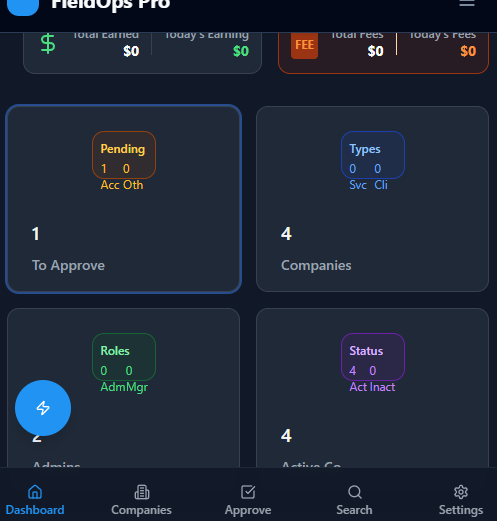 FieldOps Pro
Total Earned Today's Earning
$0 $0
FEE Total Fees Today's Fees
$0 $0
Pending
1 0
Acc Oth
1
To Approve
Types
0 0
Svc Cli
4
Companies
Roles
0 0
AdmMgr
2
Admins
Status
4 0
Act Inact
4
Active Co
Dashboard Companies Approve Search Settings